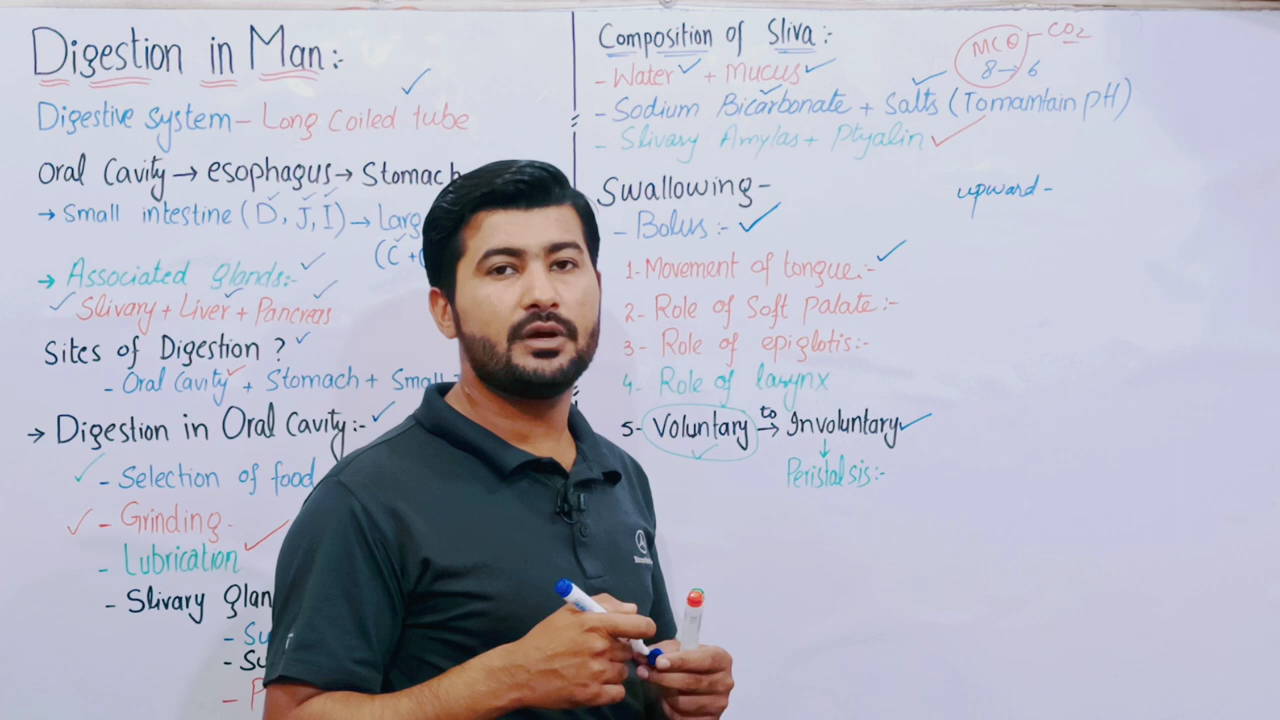 Digestion in Man:-
Digestive system - Long Coiled tube
Oral Cavity → esophagus → Stomach
→ Small intestine (D, J, I) → Larg
(C +
→ Associated glands:-
Slivary + Liver + Pancreas
Sites of Digestion ?
- Oral Cavity + Stomach + Small
→ Digestion in Oral Cavity:-
- Selection of food
- Grinding-
- Lubrication
- Slivary glan
- Su
- Su
- P
Composition of Sliva:-
- Water + Mucus
- Sodium Bicarbonate + Salts (To maintain pH)
- Slivary Amylas + Ptyalin
MCQ - CO2
8 → 6
Swallowing -
upward -
- Bolus:-
1- Movement of tongue:-
2- Role of Soft palate:-
3- Role of epiglotis:-
4- Role of larynx
5- Voluntary to → Involuntary
↓
Peristalsis:-